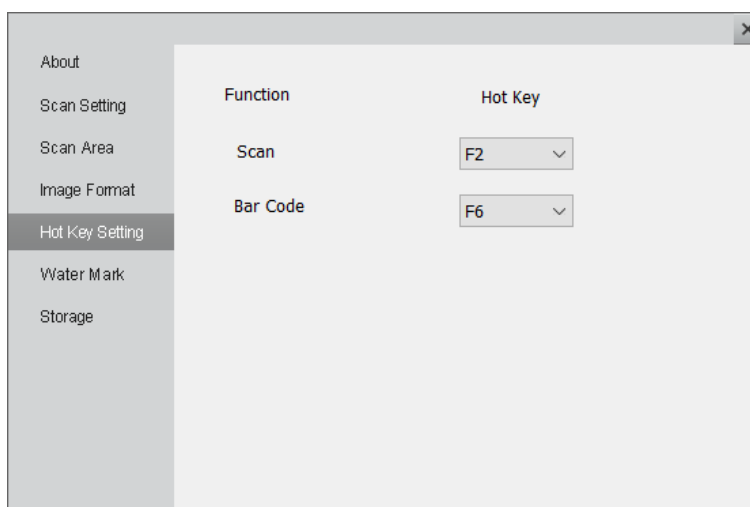 About
Scan Setting
Scan Area
Image Format
Hot Key Setting
Water Mark
Storage
Function Hot Key
Scan F2
Bar Code F6